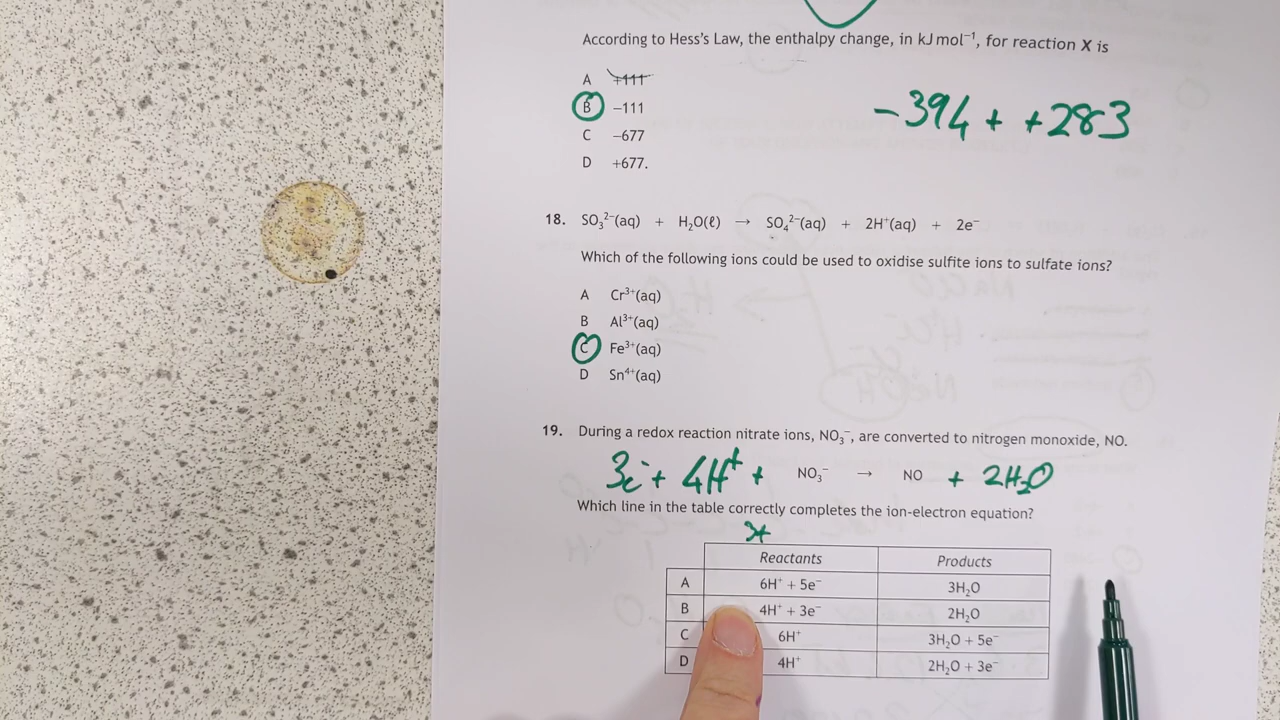 According to Hess's Law, the enthalpy change, in kJ mol⁻¹, for reaction X is
A +111
B −111
C −677
D +677.
-394 + +283
18. SO₃²⁻(aq) + H₂O(ℓ) → SO₄²⁻(aq) + 2H⁺(aq) + 2e⁻
Which of the following ions could be used to oxidise sulfite ions to sulfate ions?
A Cr³⁺(aq)
B Al³⁺(aq)
C Fe³⁺(aq)
D Sn⁴⁺(aq)
19. During a redox reaction nitrate ions, NO₃⁻, are converted to nitrogen monoxide, NO.
3e⁻ + 4H⁺ + NO₃⁻ → NO + 2H₂O
Which line in the table correctly completes the ion-electron equation?
3+
Reactants Products
A 6H⁺ + 5e⁻ 3H₂O
B 4H⁺ + 3e⁻ 2H₂O
C 6H⁺ 3H₂O + 5e⁻
D 4H⁺ 2H₂O + 3e⁻